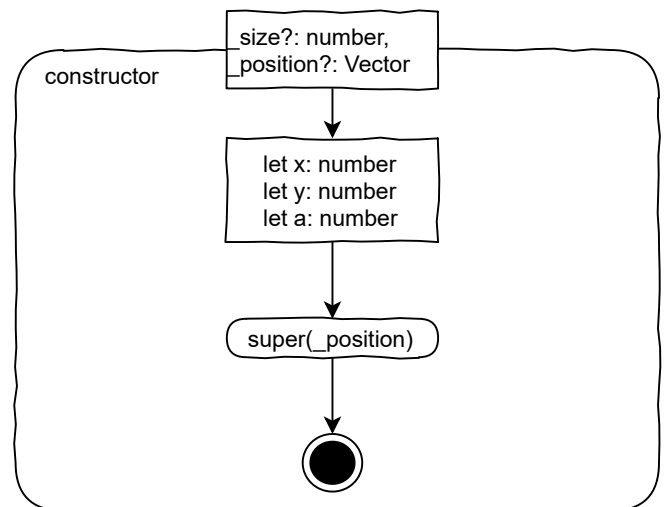 _size?: number,
_position?: Vector
constructor
let x: number
let y: number
let a: number
super(_position)